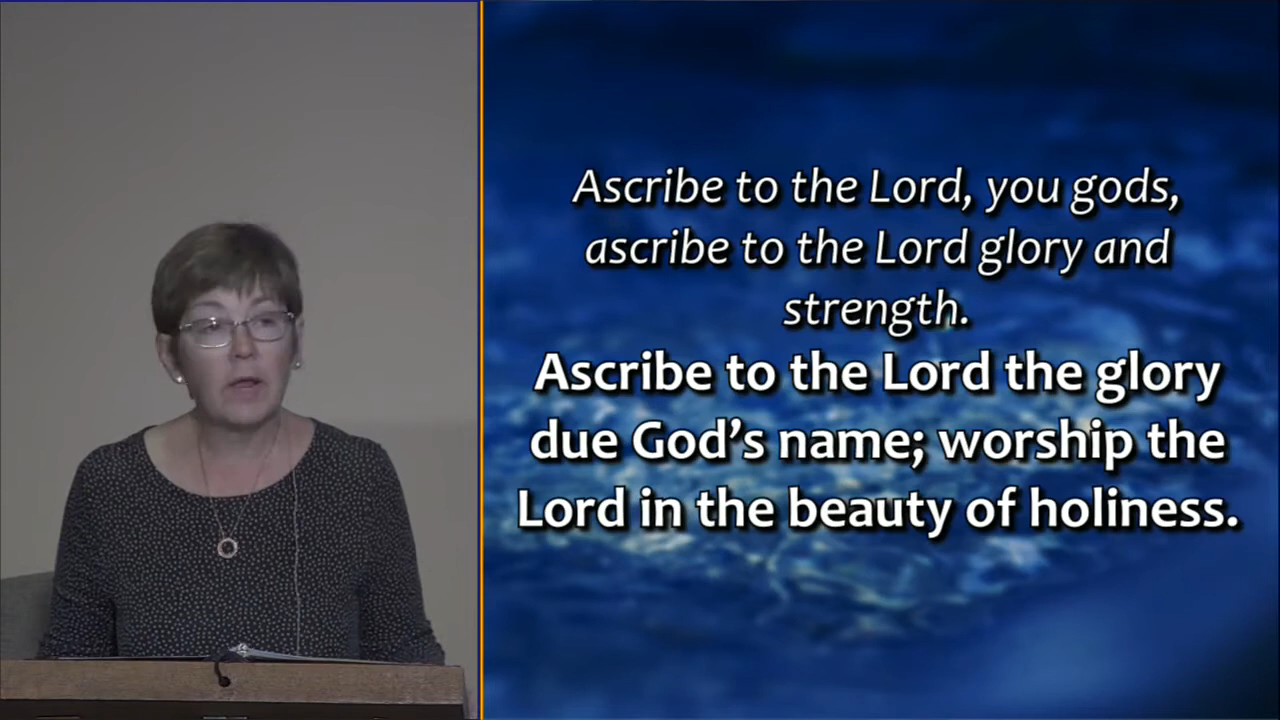 Ascribe to the Lord, you gods,
ascribe to the Lord glory and
strength.
Ascribe to the Lord the glory
due God’s name; worship the
Lord in the beauty of holiness.